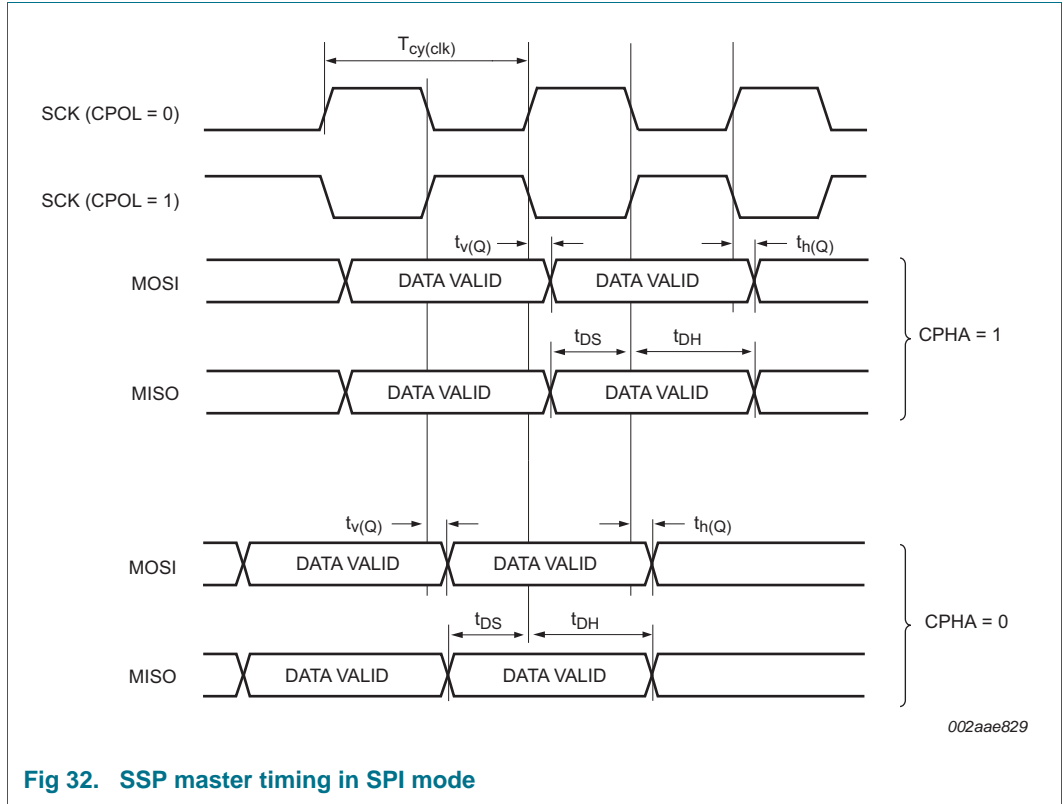 Tcy(clk)
SCK (CPOL = 0)
SCK (CPOL = 1)
tv(Q) th(Q)
MOSI DATA VALID DATA VALID
CPHA = 1
tDS tDH
MISO DATA VALID DATA VALID
tv(Q) th(Q)
MOSI DATA VALID DATA VALID
tDS tDH
CPHA = 0
MISO DATA VALID DATA VALID
002aae829
Fig 32. SSP master timing in SPI mode